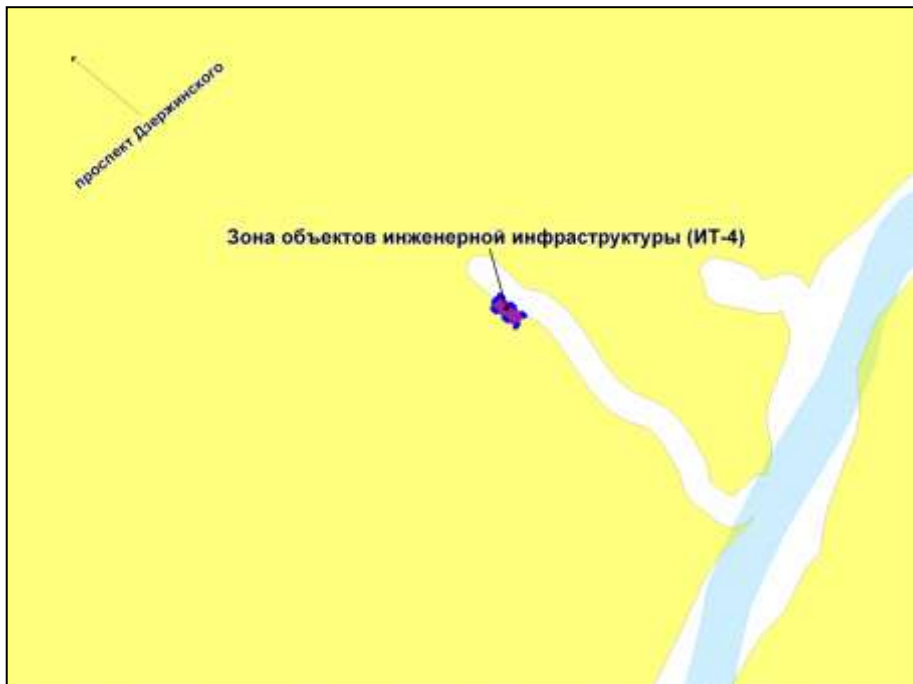 проспект Дзержинского
Зона объектов инженерной инфраструктуры (ИТ-4)